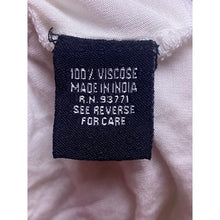 100% VISCOSE
MADE IN INDIA
R.N. 93771
SEE REVERSE
FOR CARE